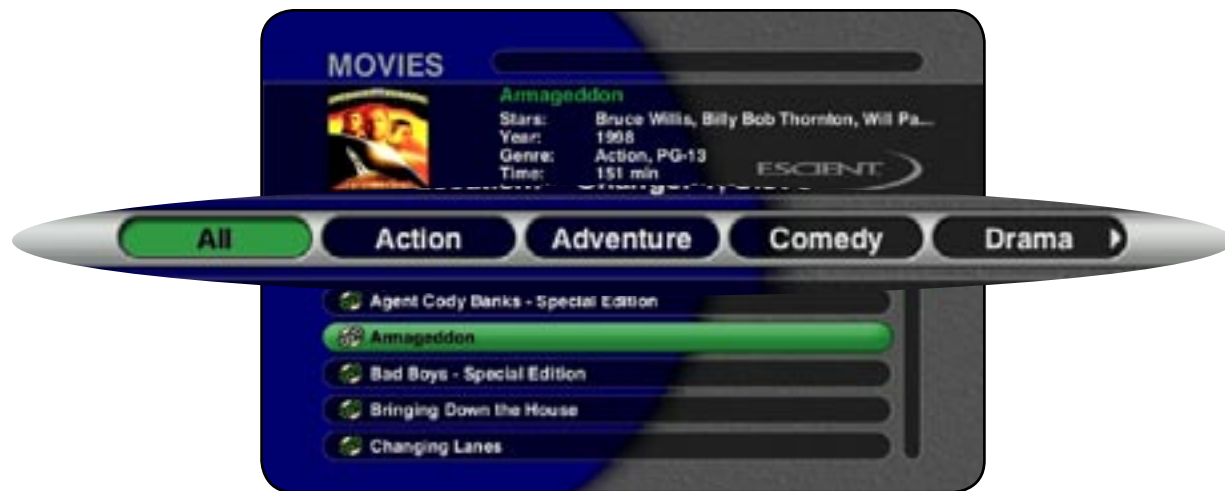 MOVIES
Armageddon
Stars: Bruce Willis, Billy Bob Thornton, Will Pa...
Year: 1998
Genre: Action, PG-13
Time: 151 min
ESCIENT
All Action Adventure Comedy Drama
Agent Cody Banks - Special Edition
Armageddon
Bad Boys - Special Edition
Bringing Down the House
Changing Lanes